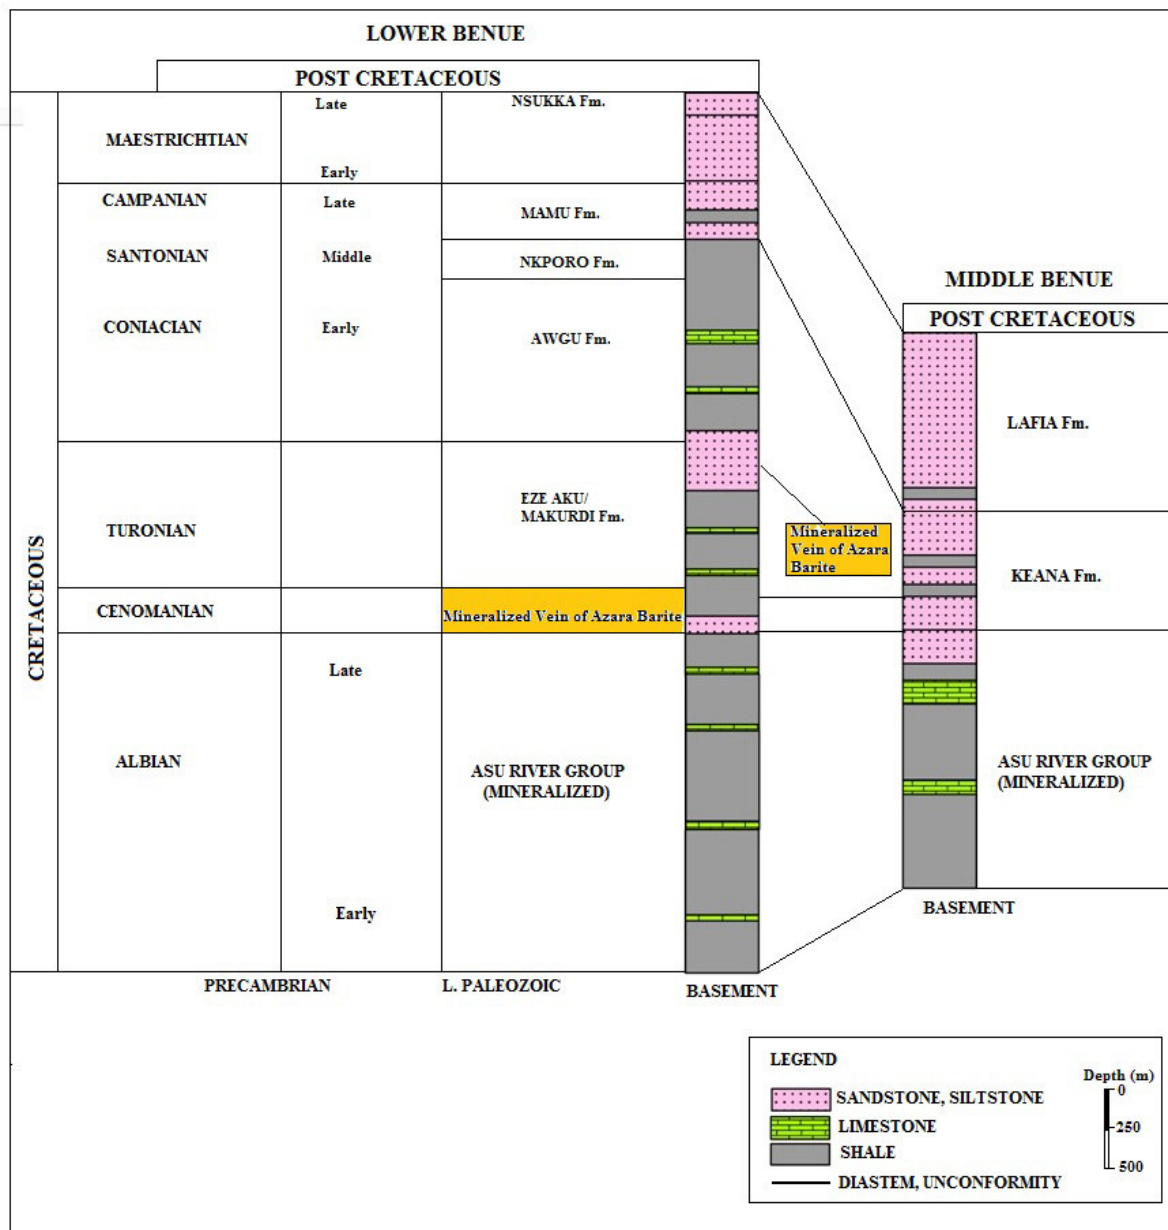 LOWER BENUE
POST CRETACEOUS
CRETACEOUS
MAESTRICHTIAN
Late
Early
NSUKKA Fm.
CAMPANIAN
Late
MAMU Fm.
SANTONIAN
Middle
NKPORO Fm.
CONIACIAN
Early
AWGU Fm.
TURONIAN
EZE AKU/
MAKURDI Fm.
CENOMANIAN
Mineralized Vein of Azara Barite
ALBIAN
Late
Early
ASU RIVER GROUP
(MINERALIZED)
PRECAMBRIAN
L. PALEOZOIC
BASEMENT
Mineralized
Vein of Azara
Barite
MIDDLE BENUE
POST CRETACEOUS
LAFIA Fm.
KEANA Fm.
ASU RIVER GROUP
(MINERALIZED)
BASEMENT
LEGEND
SANDSTONE, SILTSTONE
LIMESTONE
SHALE
DIASTEM, UNCONFORMITY
Depth (m)
0
250
500